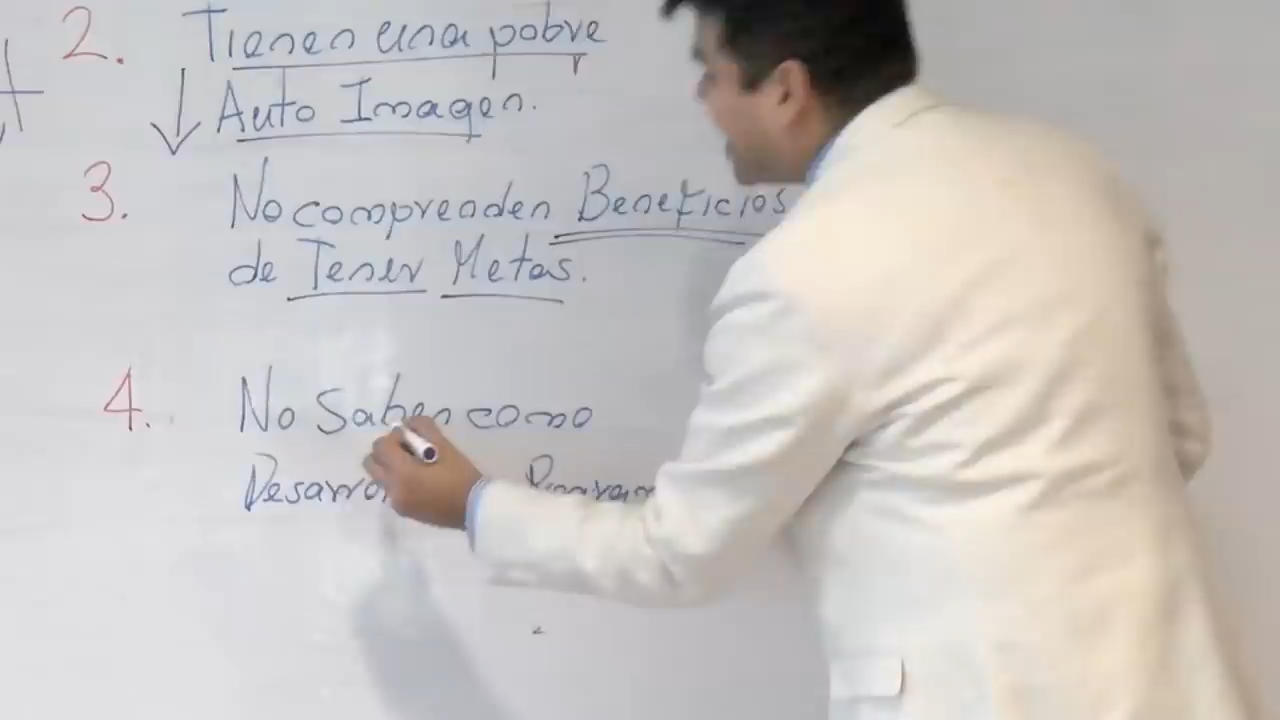 2. Tienen una pobre
Auto Imagen.
3. No comprenden Beneficios
de Tener Metas.
4. No Saben como